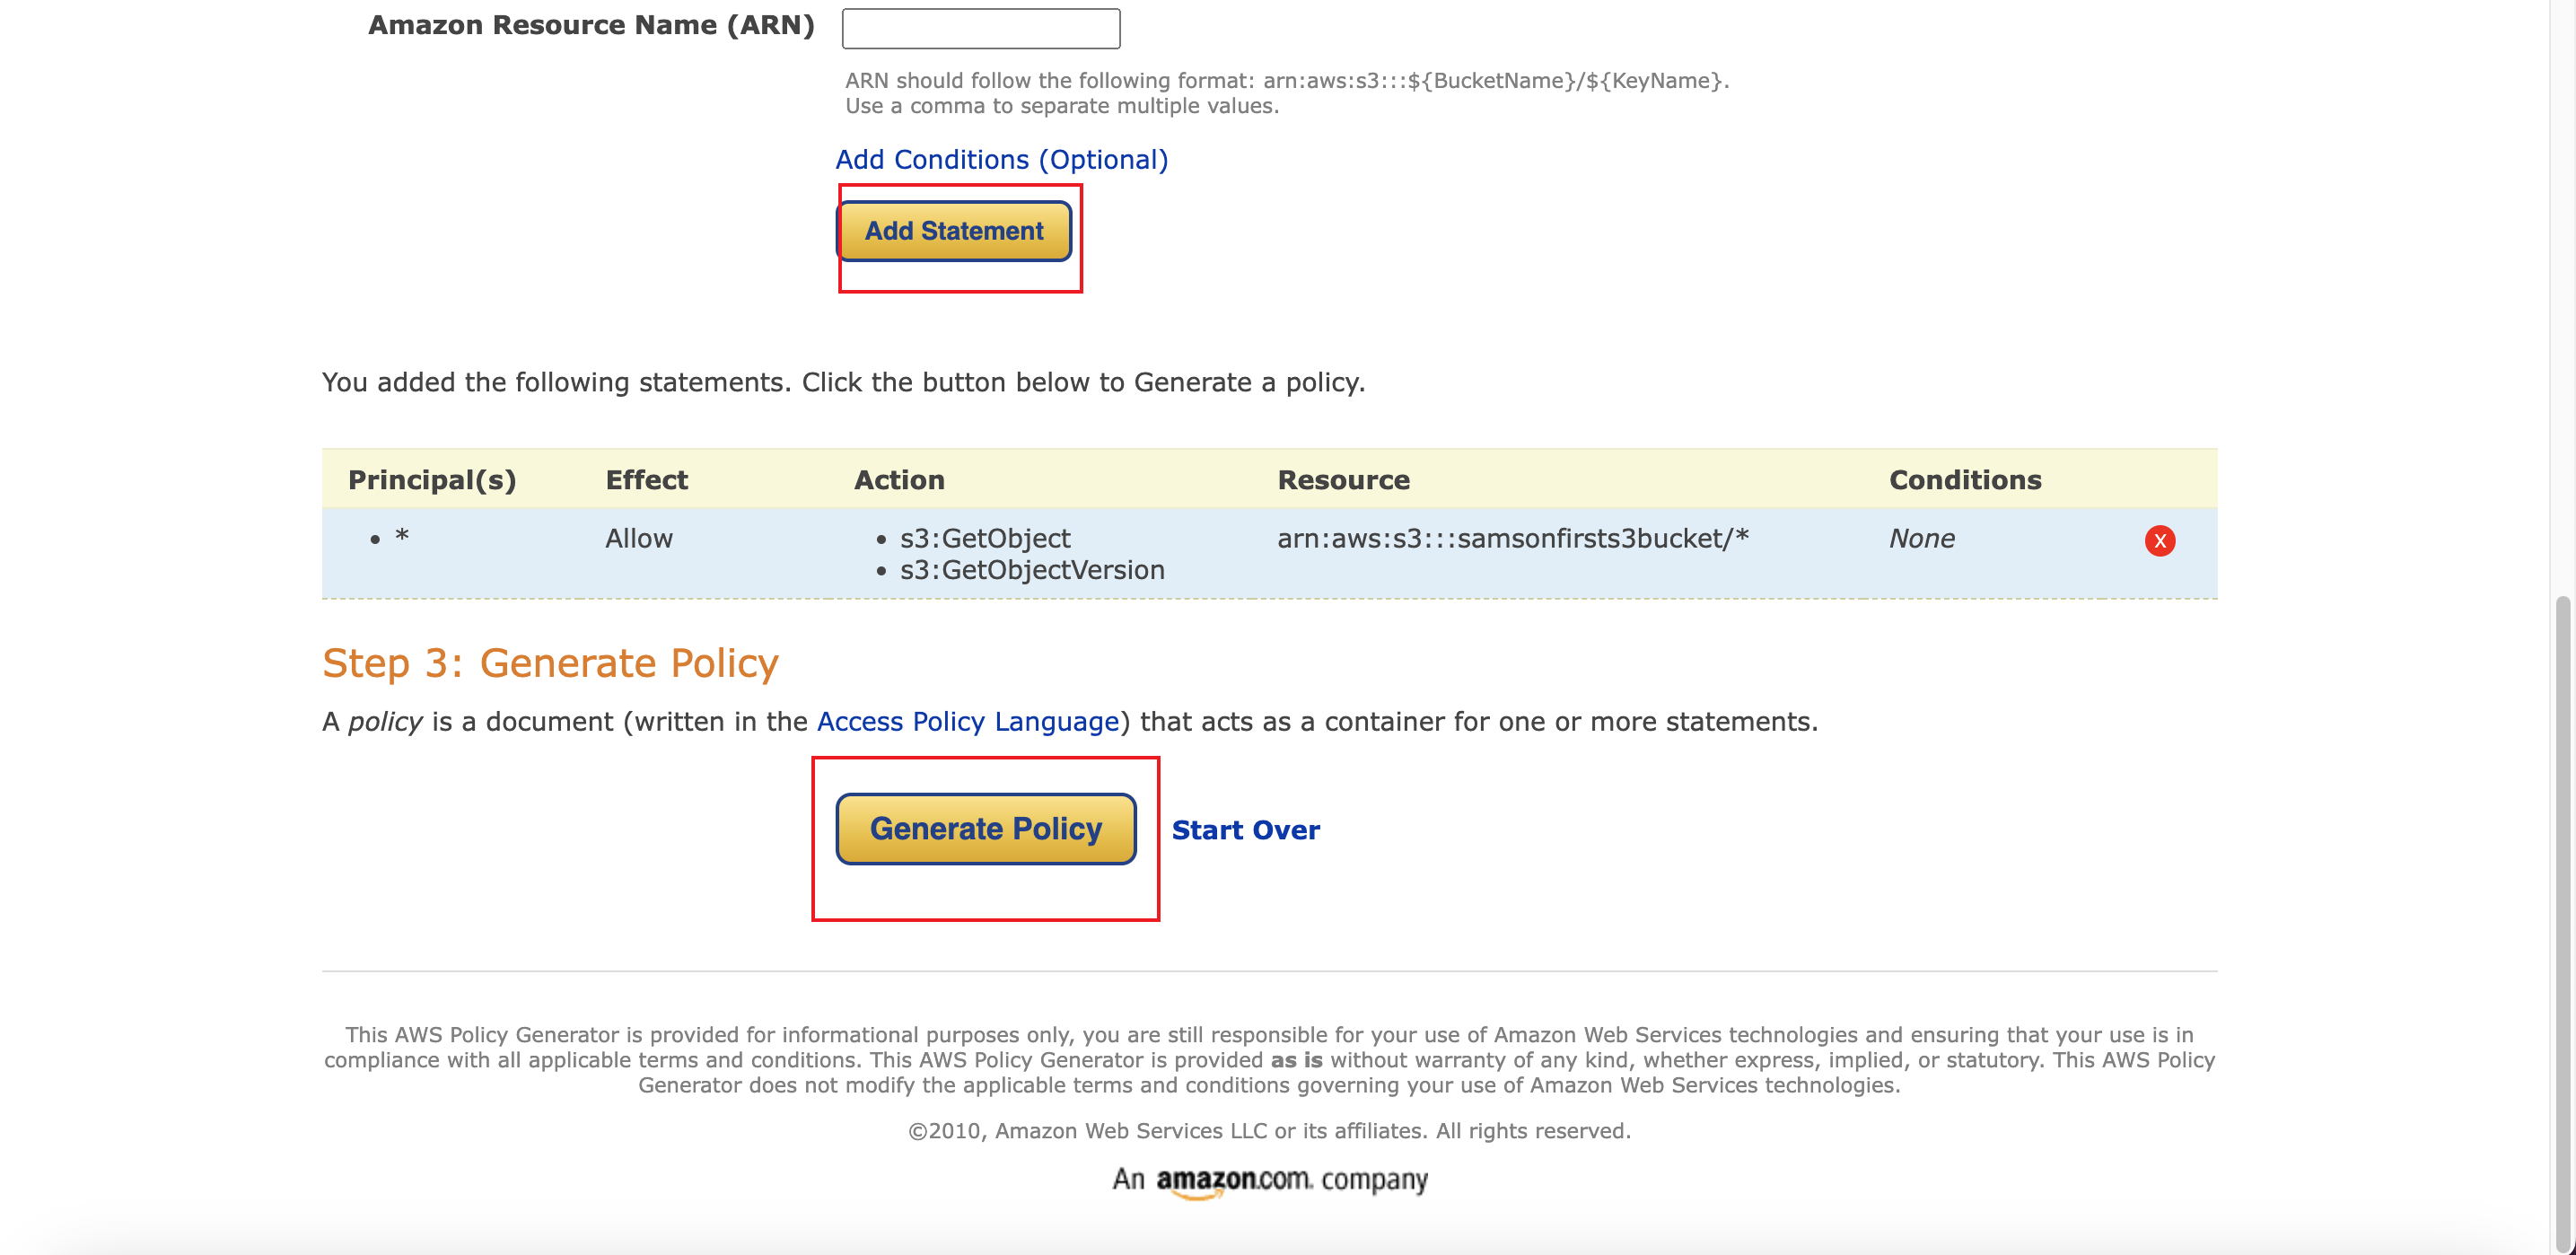 Amazon Resource Name (ARN)
ARN should follow the following format: arn:aws:s3:::${BucketName}/${KeyName}.
Use a comma to separate multiple values.
Add Conditions (Optional)
Add Statement
You added the following statements. Click the button below to Generate a policy.
Principal(s) Effect Action Resource Conditions
• * Allow • s3:GetObject arn:aws:s3:::samsonfirsts3bucket/* None X
• s3:GetObjectVersion
Step 3: Generate Policy
A policy is a document (written in the Access Policy Language) that acts as a container for one or more statements.
Generate Policy Start Over
This AWS Policy Generator is provided for informational purposes only, you are still responsible for your use of Amazon Web Services technologies and ensuring that your use is in
compliance with all applicable terms and conditions. This AWS Policy Generator is provided as is without warranty of any kind, whether express, implied, or statutory. This AWS Policy
Generator does not modify the applicable terms and conditions governing your use of Amazon Web Services technologies.
©2010, Amazon Web Services LLC or its affiliates. All rights reserved.
An amazon.com. company